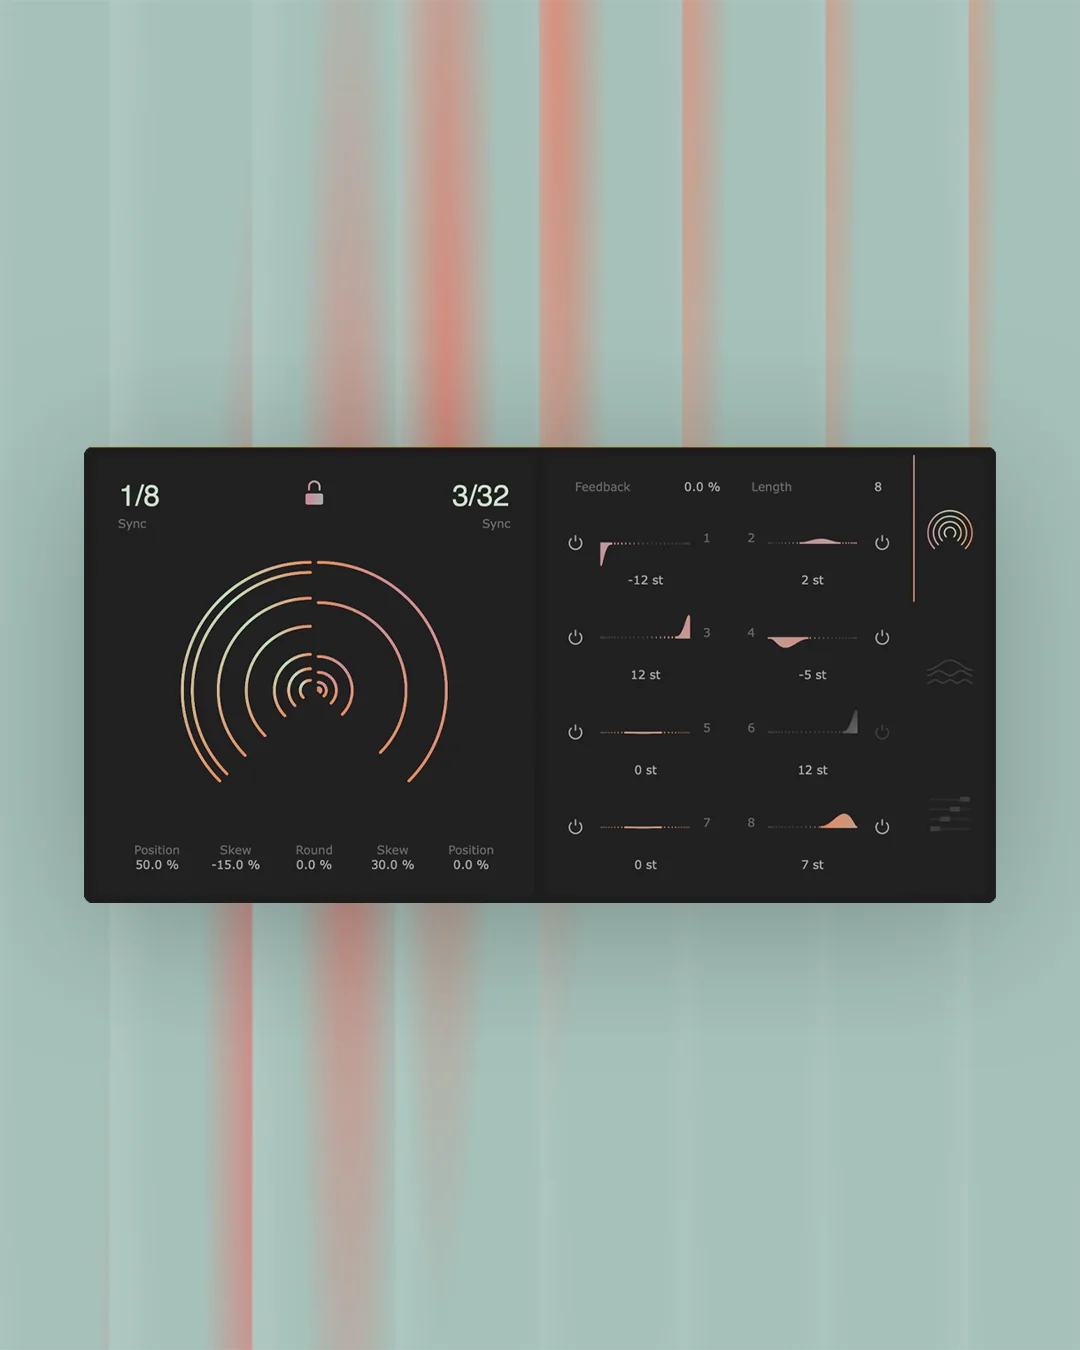 1/8
3/32
Sync
Sync
Position
Skew
Round
Skew
Position
50.0 %
-15.0 %
0.0 %
30.0 %
0.0 %
Feedback
0.0 %
Length
8
1
2
-12 st
2 st
3
4
12 st
-5 st
5
6
0 st
12 st
7
8
0 st
7 st